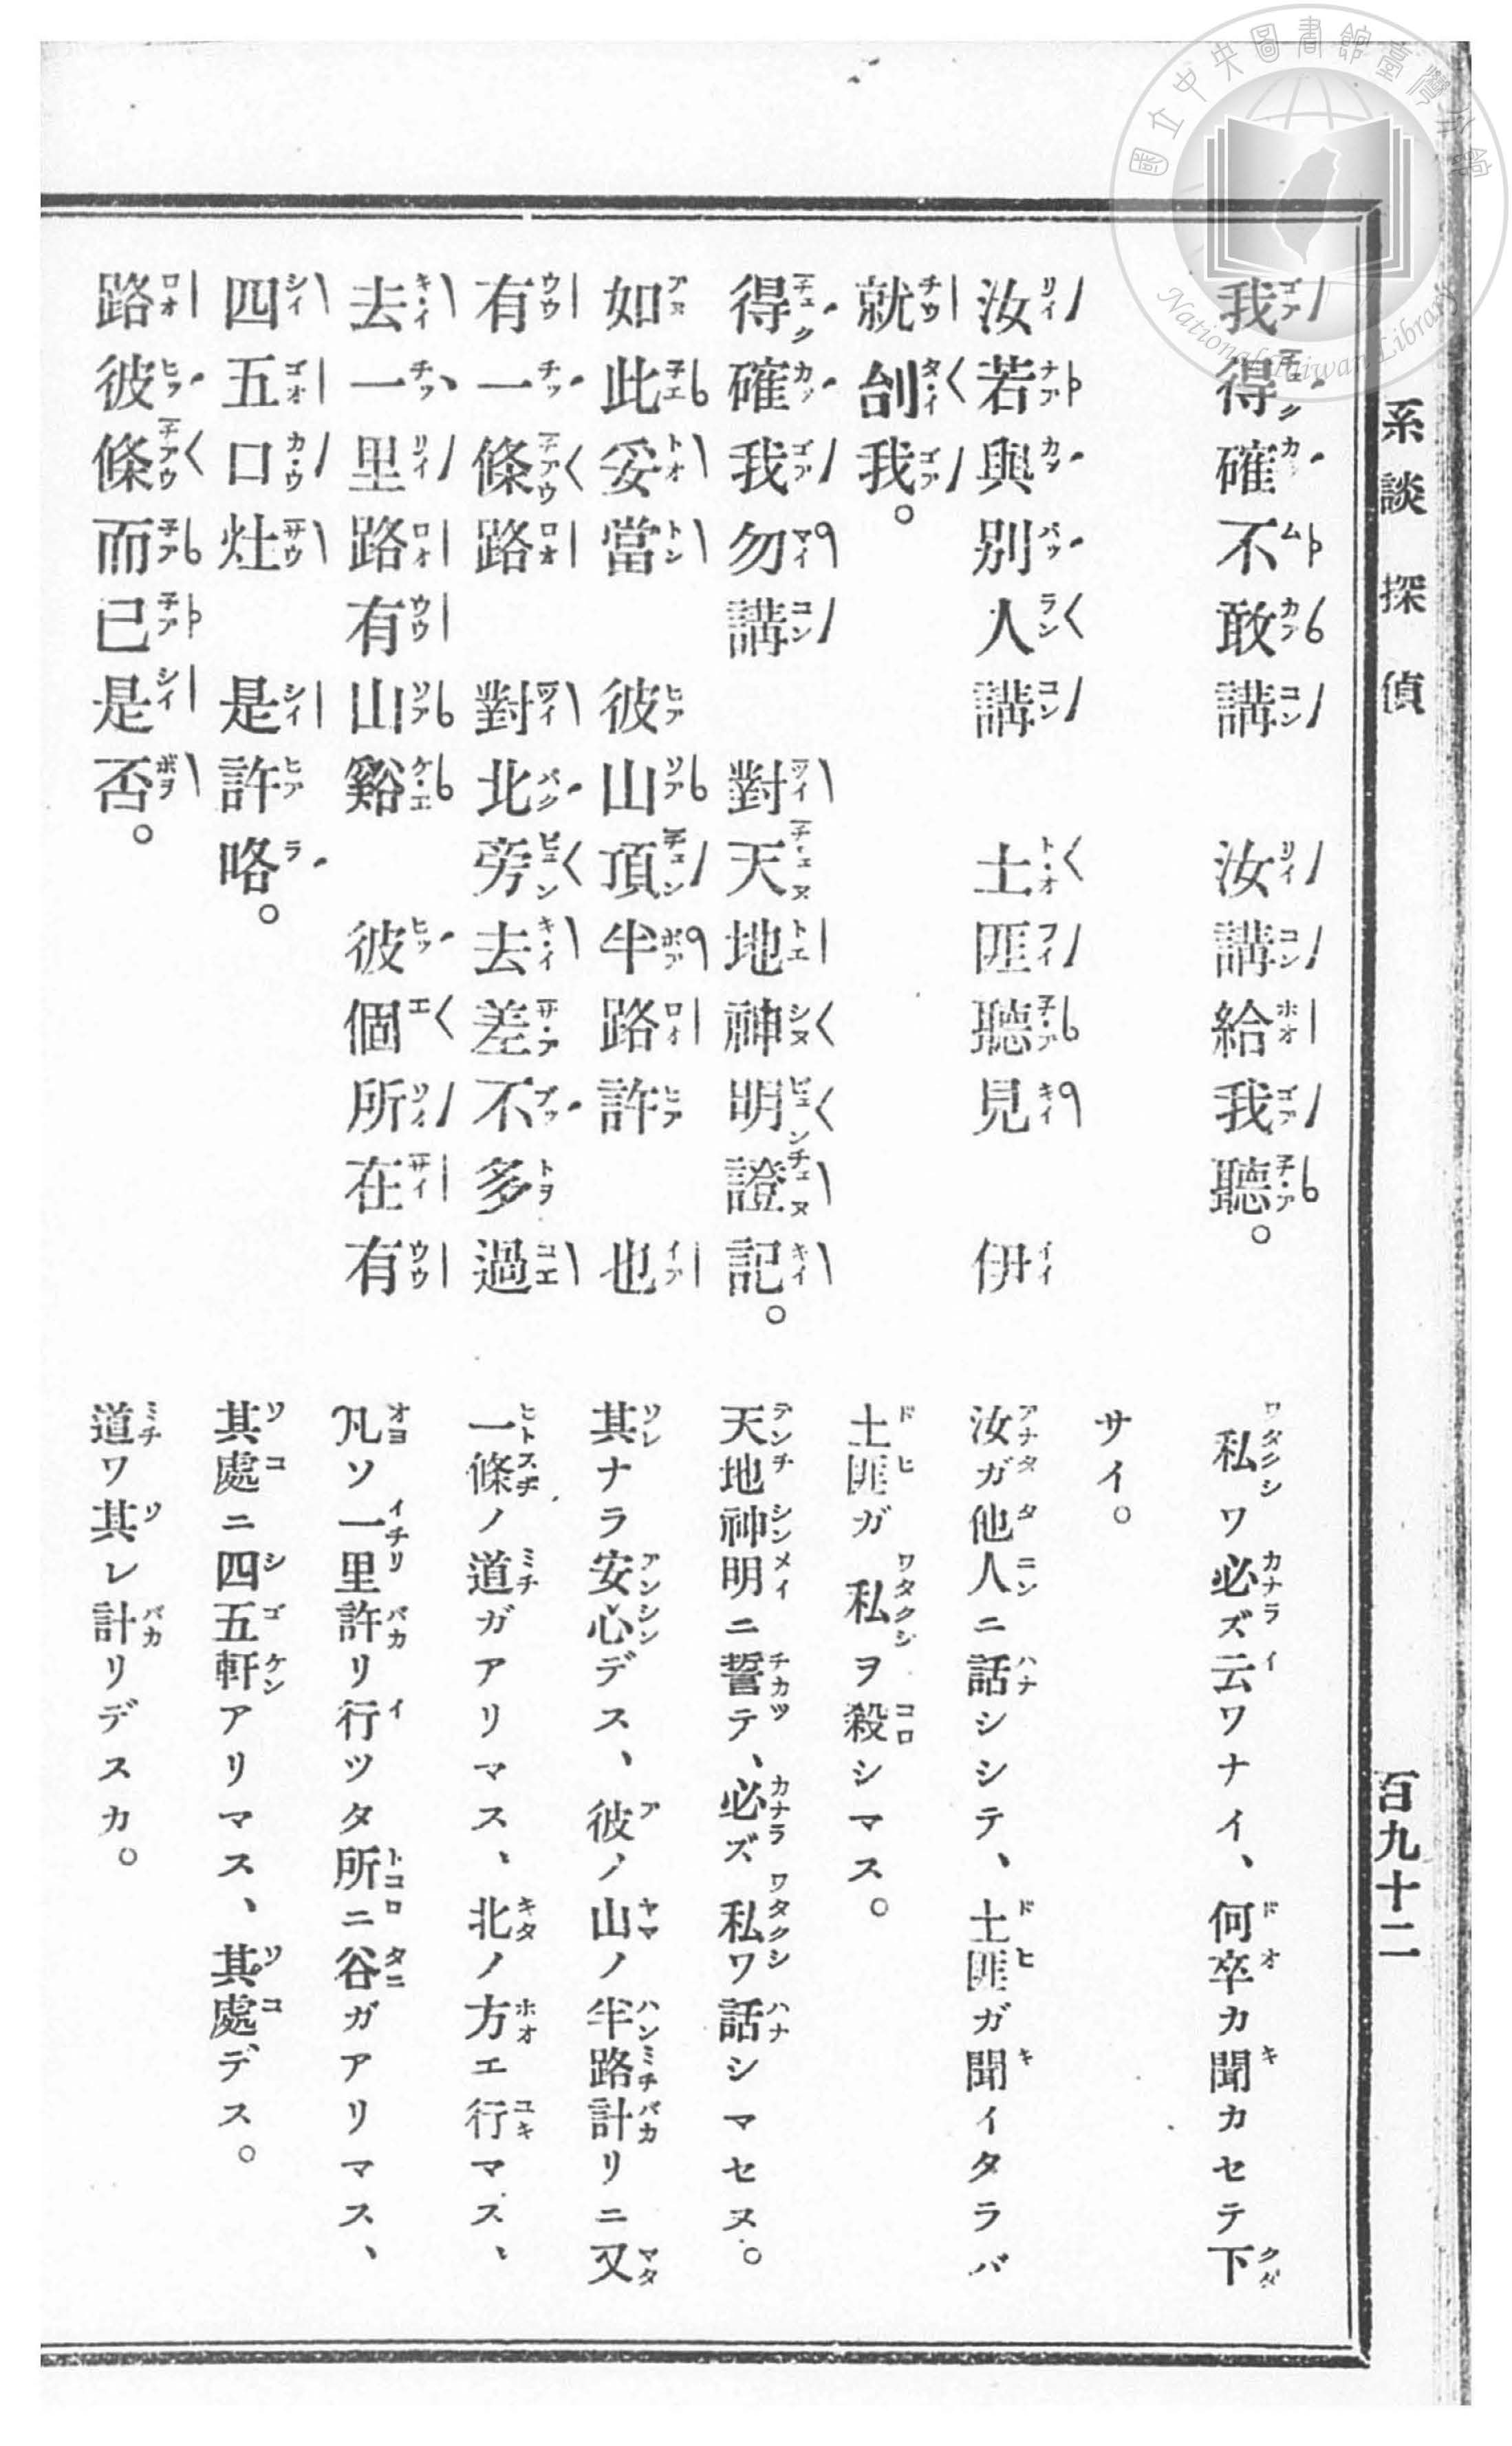 系談 探偵
百九十二
我得確不敢講 汝講給我聽。
私ワ必ズ云ワナイ、何卒カ聞カセテ下
サイ。
汝若與別人講 土匪聽見 伊
汝ガ他人ニ話シシテ、土匪ガ聞イタラバ
就刣我。
土匪ガ私ヲ殺シマス。
得確我勿講 對天地神明證記。
天地神明ニ誓テ、必ズ私ワ話シマセヌ。
如此妥當 彼山頂半路許 也
其ナラ安心デス、彼ノ山ノ半路計リニ又
有一條路 對北旁去差不多過
一條ノ道ガアリマス、北ノ方エ行マス、
去一里路有山谿 彼個所在有
凡ソ一里許リ行ツタ所ニ谷ガアリマス、
四五口灶 是許咯。
其處ニ四五軒アリマス、其處デス。
路彼條而已是否。
道ワ其レ計リデスカ。
國立中央圖書館臺灣分館
National Taiwan Library